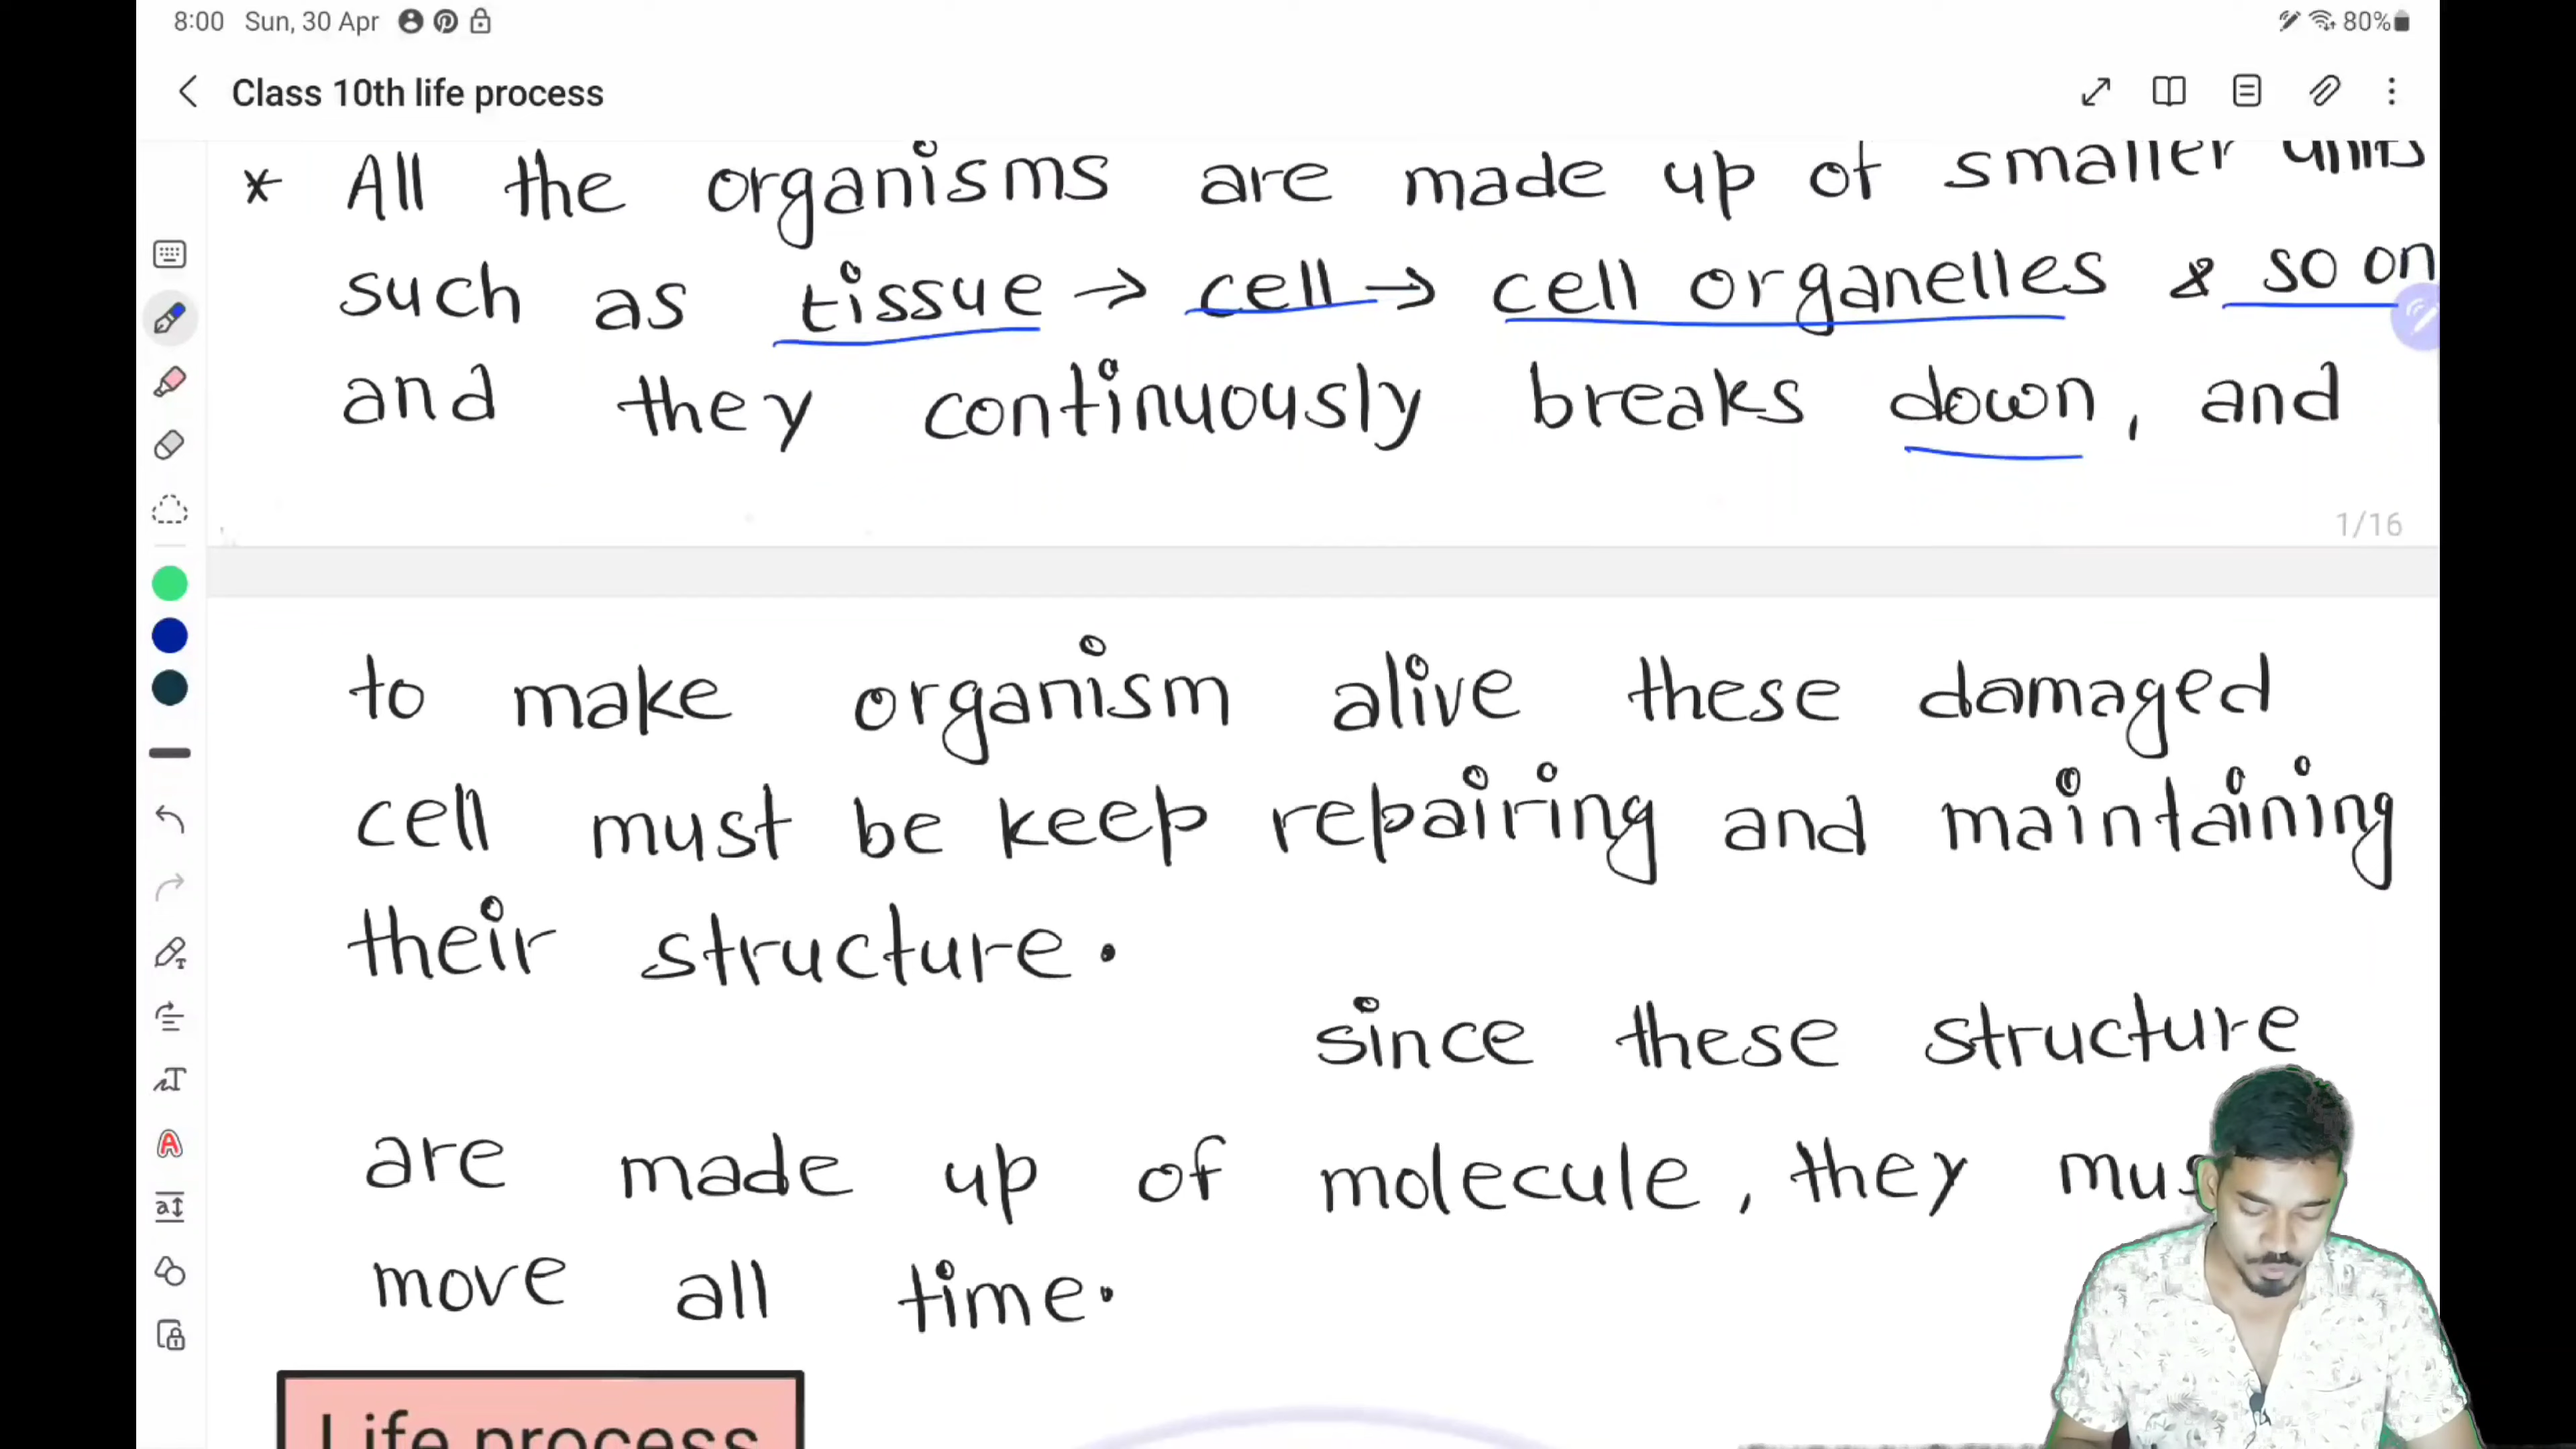 8:00 Sun, 30 Apr 80%
Class 10th life process
* All the organisms are made up of smaller units
such as tissue → cell → cell organelles & so on
and they continuously breaks down, and
1/16
to make organism alive these damaged
cell must be keep repairing and maintaining
their structure.
since these structure
are made up of molecule, they
move all time.
Life process